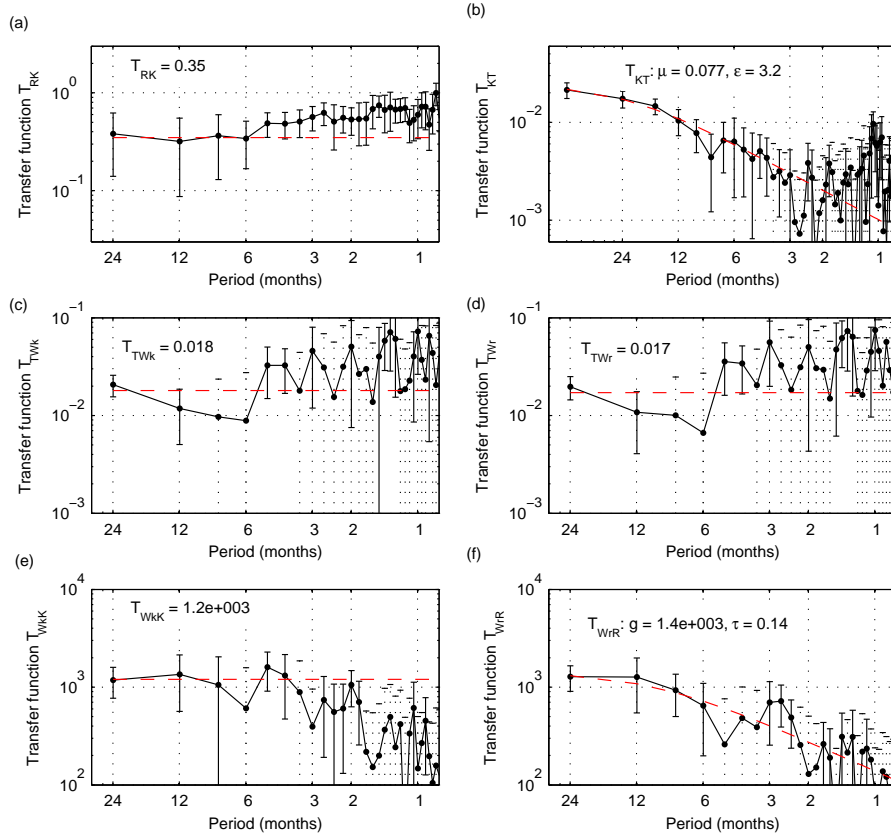 (a)
T_RK = 0.35
Transfer function T_RK
10^0
10^−1
24 12 6 3 2 1
Period (months)
(b)
T_KT: μ = 0.077, ε = 3.2
Transfer function T_KT
10^−2
10^−3
24 12 6 3 2 1
Period (months)
(c)
T_TWk = 0.018
Transfer function T_TWk
10^−1
10^−2
10^−3
24 12 6 3 2 1
Period (months)
(d)
T_TWr = 0.017
Transfer function T_TWr
10^−1
10^−2
10^−3
24 12 6 3 2 1
Period (months)
(e)
T_WkK = 1.2e+003
Transfer function T_WkK
10^4
10^3
10^2
24 12 6 3 2 1
Period (months)
(f)
T_WrR: g = 1.4e+003, τ = 0.14
Transfer function T_WrR
10^4
10^3
10^2
24 12 6 3 2 1
Period (months)